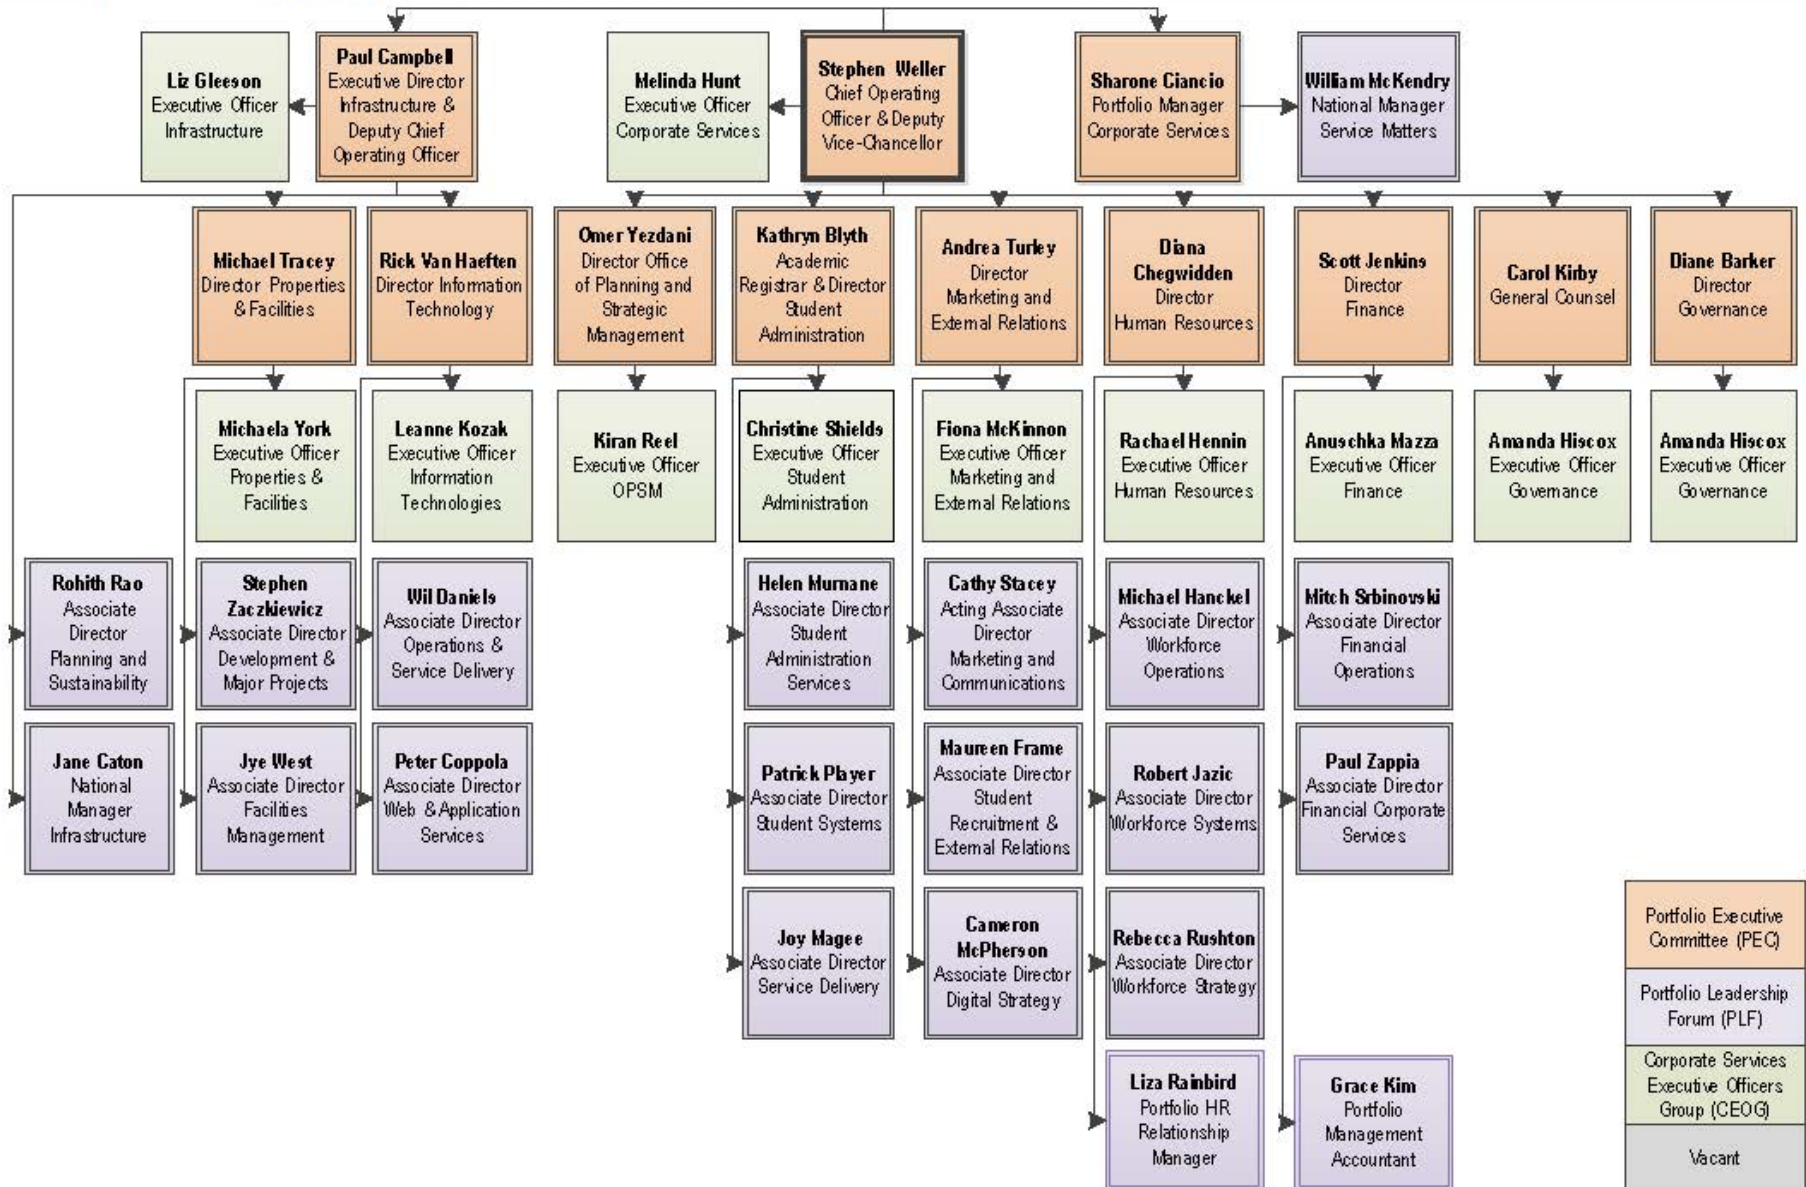 Liz Gleeson
Executive Officer
Infrastructure
Paul Campbell
Executive Director
Infrastructure &
Deputy Chief
Operating Officer
Melinda Hunt
Executive Officer
Corporate Services
Stephen Weller
Chief Operating
Officer & Deputy
Vice-Chancellor
Sharone Ciancio
Portfolio Manager
Corporate Services
William McKendry
National Manager
Service Matters
Michael Tracey
Director Properties
& Facilities
Rick Van Haeften
Director Information
Technology
Omer Yezdani
Director Office
of Planning and
Strategic
Management
Kathryn Blyth
Academic
Registrar & Director
Student
Administration
Andrea Turley
Director
Marketing and
External Relations
Diana
Chegwidden
Director
Human Resources
Scott Jenkins
Director
Finance
Carol Kirby
General Counsel
Diane Barker
Director
Governance
Michaela York
Executive Officer
Properties &
Facilities
Leanne Kozak
Executive Officer
Information
Technologies
Kiran Reel
Executive Officer
OPSM
Christine Shields
Executive Officer
Student
Administration
Fiona McKinnon
Executive Officer
Marketing and
External Relations
Rachael Hennin
Executive Officer
Human Resources
Anuschka Mazza
Executive Officer
Finance
Amanda Hiscox
Executive Officer
Governance
Amanda Hiscox
Executive Officer
Governance
Rohith Rao
Associate
Director
Planning and
Sustainability
Stephen
Zaczkiewicz
Associate Director
Development &
Major Projects
Wil Daniels
Associate Director
Operations &
Service Delivery
Helen Murnane
Associate Director
Student
Administration
Services
Cathy Stacey
Acting Associate
Director
Marketing and
Communications
Michael Hanckel
Associate Director
Workforce
Operations
Mitch Srbinovski
Associate Director
Financial
Operations
Jane Caton
National
Manager
Infrastructure
Jye West
Associate Director
Facilities
Management
Peter Coppola
Associate Director
Web & Application
Services
Patrick Player
Associate Director
Student Systems
Maureen Frame
Associate Director
Student
Recruitment &
External Relations
Robert Jazic
Associate Director
Workforce Systems
Paul Zappia
Associate Director
Financial Corporate
Services
Joy Magee
Associate Director
Service Delivery
Cameron
McPherson
Associate Director
Digital Strategy
Rebecca Rushton
Associate Director
Workforce Strategy
Liza Rainbird
Portfolio HR
Relationship
Manager
Grace Kim
Portfolio
Management
Accountant
Portfolio Executive
Committee (PEC)
Portfolio Leadership
Forum (PLF)
Corporate Services
Executive Officers
Group (CEOG)
Vacant